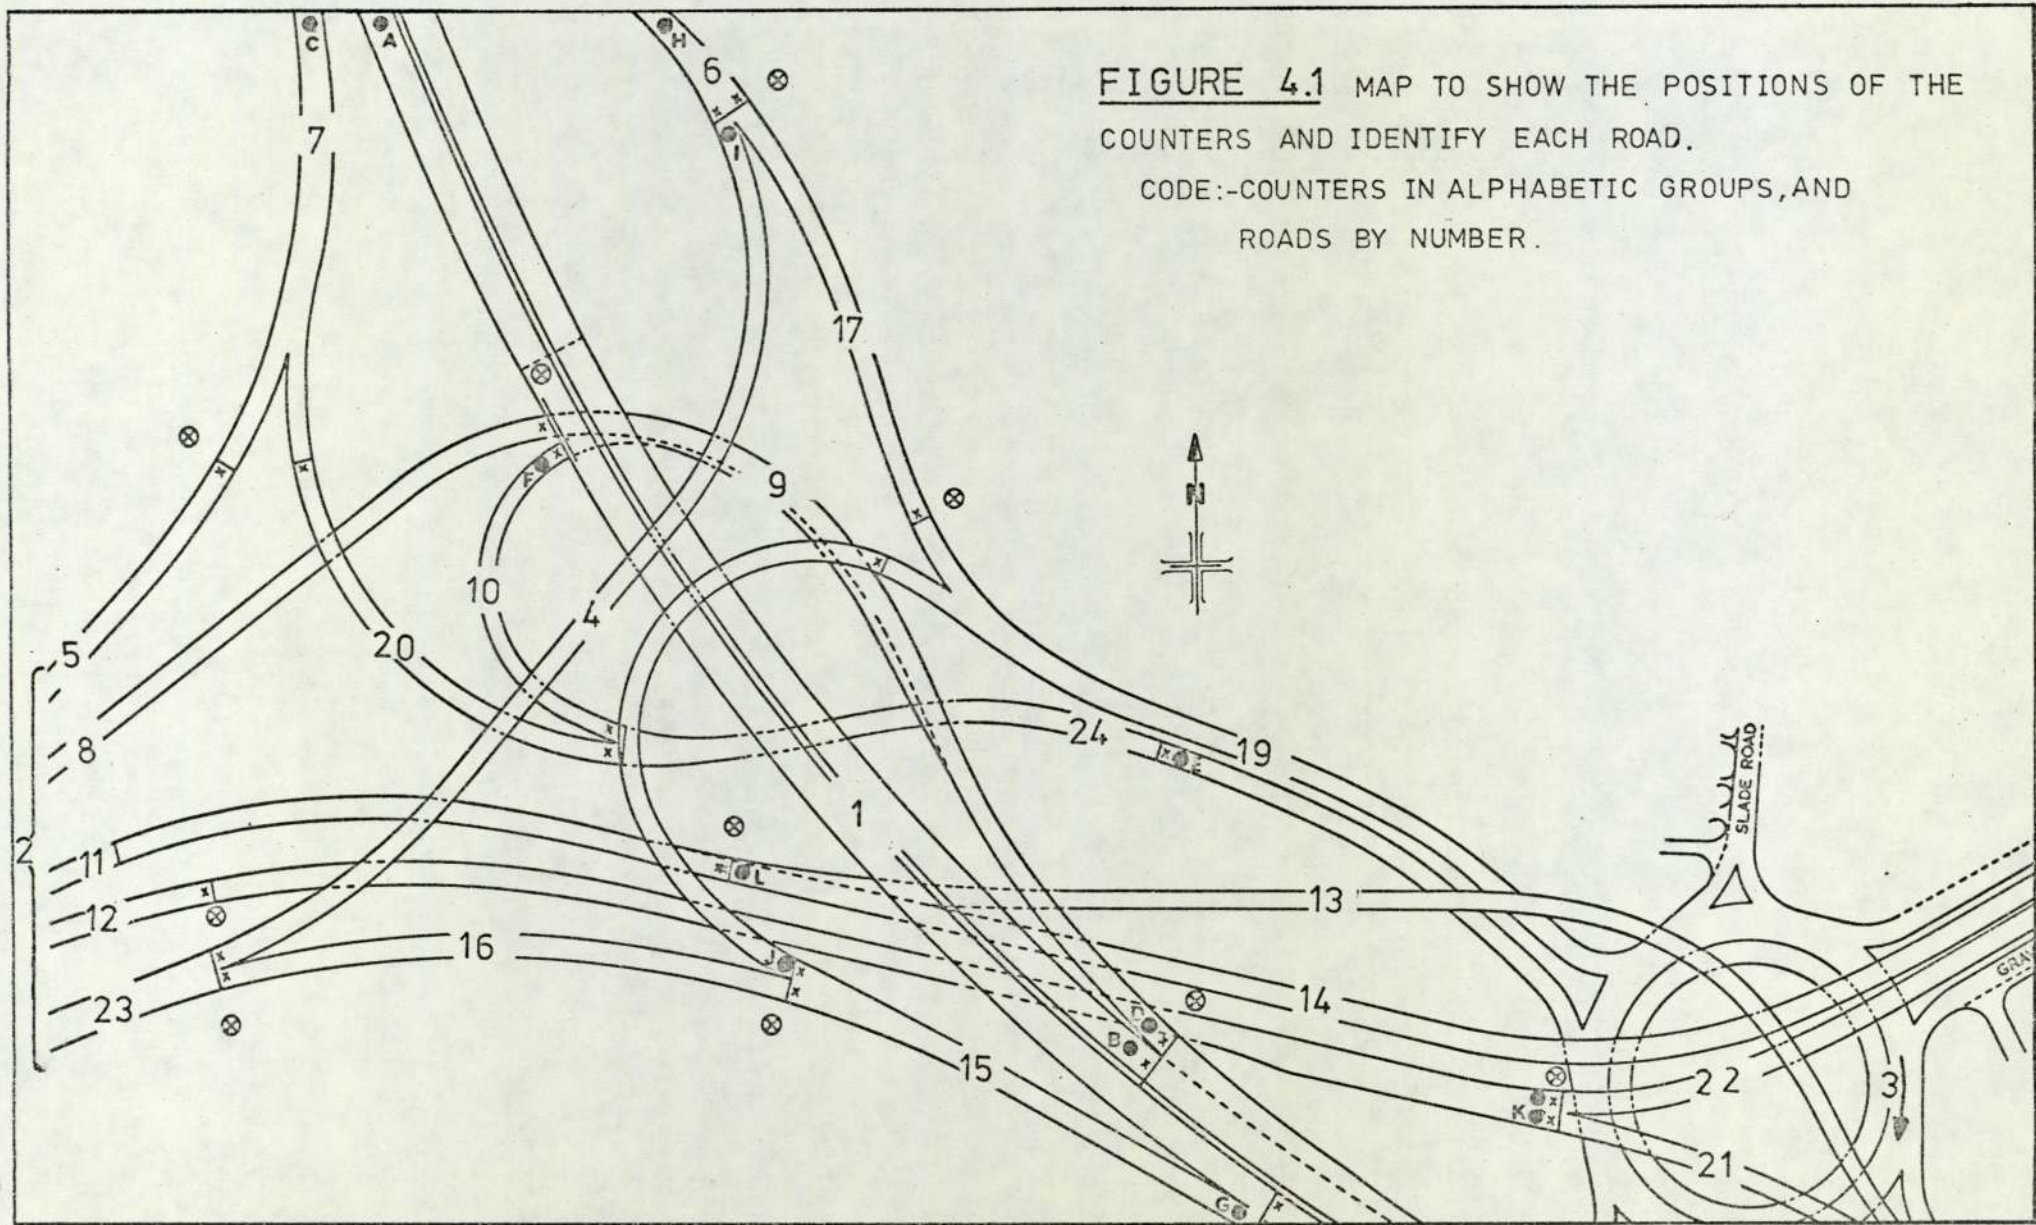 FIGURE 4.1 MAP TO SHOW THE POSITIONS OF THE
COUNTERS AND IDENTIFY EACH ROAD.
CODE:-COUNTERS IN ALPHABETIC GROUPS, AND
ROADS BY NUMBER.
C
A
H
6
7
I
17
9
N
10
4
5
20
8
24
E
19
SLADE ROAD
1
2
11
L
13
12
16
J
14
23
D
B
15
22
3
K
21
G